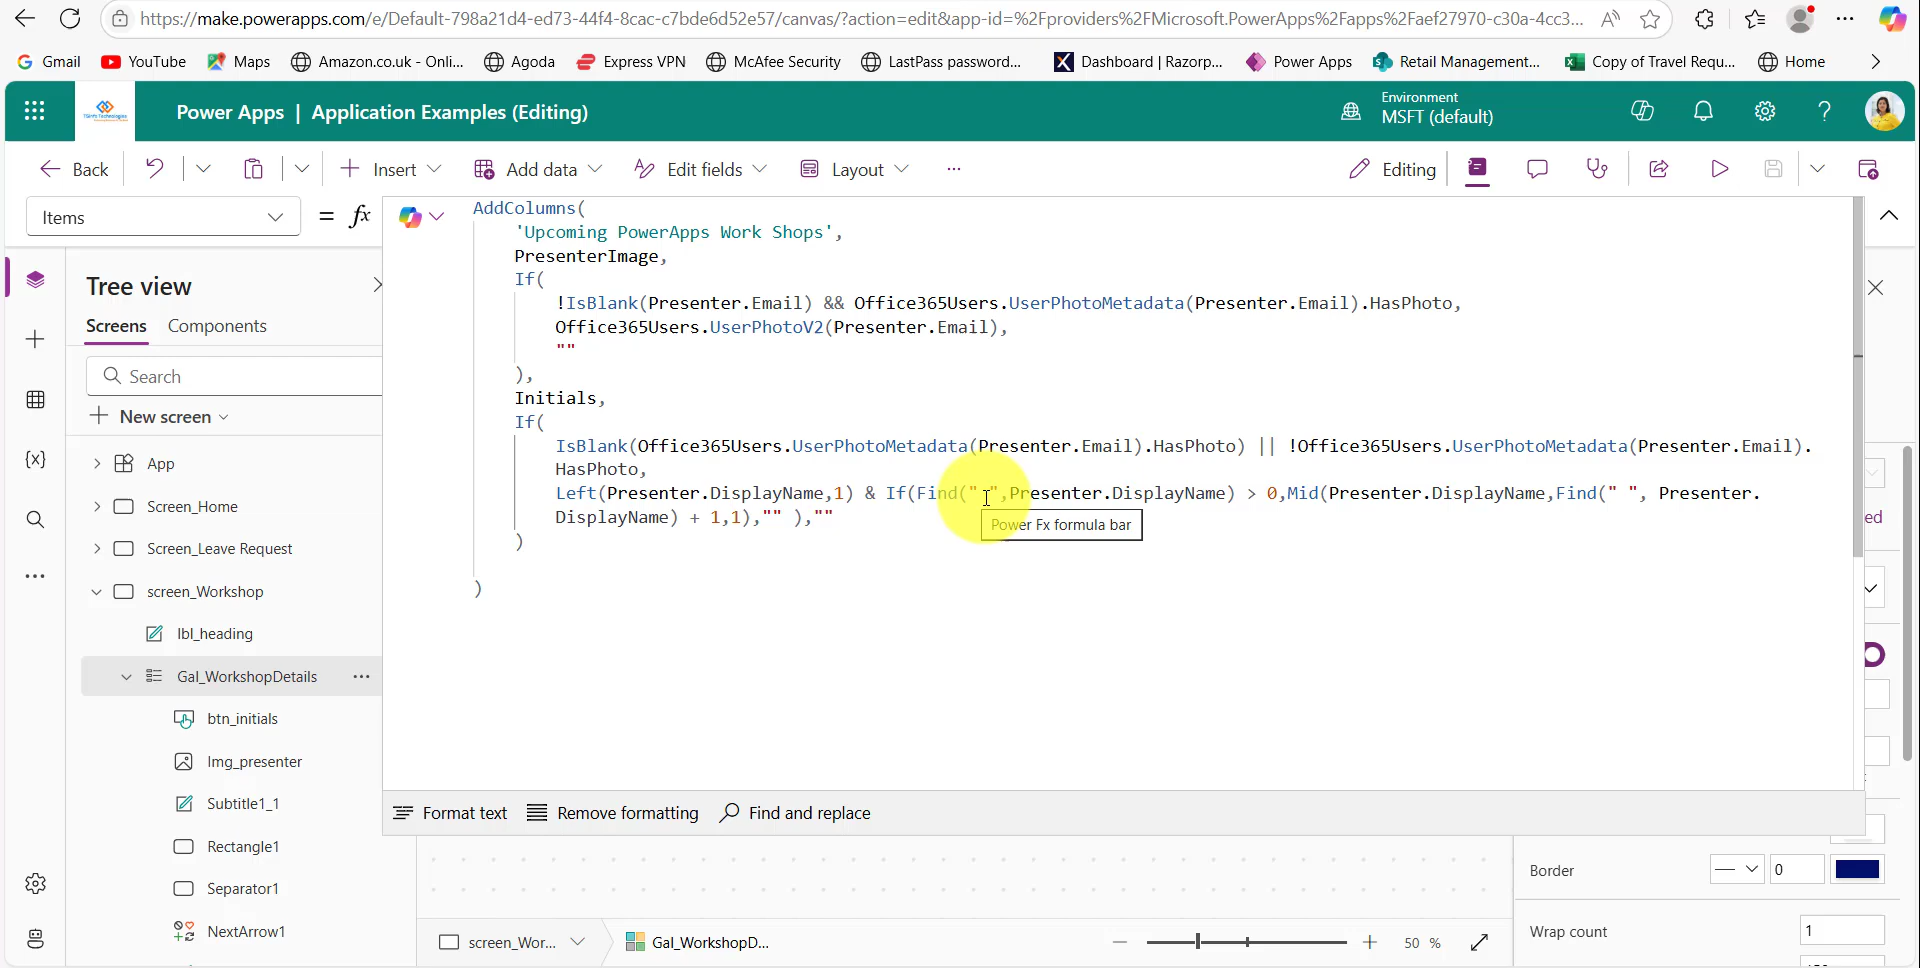 https://make.powerapps.com/e/Default-798a21d4-ed73-44f4-8cac-c7bde6d52e57/canvas/?action=edit&app-id=%2Fproviders%2FMicrosoft.PowerApps%2Fapps%2Faef27970-c30a-4cc3...
Gmail YouTube Maps Amazon.co.uk - Onli... Agoda Express VPN McAfee Security LastPass password... Dashboard | Razorp... Power Apps Retail Management... Copy of Travel Requ... Home
Power Apps | Application Examples (Editing)
Environment
MSFT (default)
Back Insert Add data Edit fields Layout ... Editing
Items = fx
AddColumns(
'Upcoming PowerApps Work Shops',
PresenterImage,
If(
!IsBlank(Presenter.Email) && Office365Users.UserPhotoMetadata(Presenter.Email).HasPhoto,
Office365Users.UserPhotoV2(Presenter.Email),
""
),
Initials,
If(
IsBlank(Office365Users.UserPhotoMetadata(Presenter.Email).HasPhoto) || !Office365Users.UserPhotoMetadata(Presenter.Email).
HasPhoto,
Left(Presenter.DisplayName,1) & If(Find(" ",Presenter.DisplayName) > 0,Mid(Presenter.DisplayName,Find(" ", Presenter.
DisplayName) + 1,1),"" ),""
)
)
Power Fx formula bar
Tree view
Screens Components
Search
New screen
App
Screen_Home
Screen_Leave Request
screen_Workshop
lbl_heading
Gal_WorkshopDetails
btn_initials
Img_presenter
Subtitle1_1
Rectangle1
Separator1
NextArrow1
ed
Format text Remove formatting Find and replace
Border 0
Wrap count 1
screen_Wor... Gal_WorkshopD... 50 %